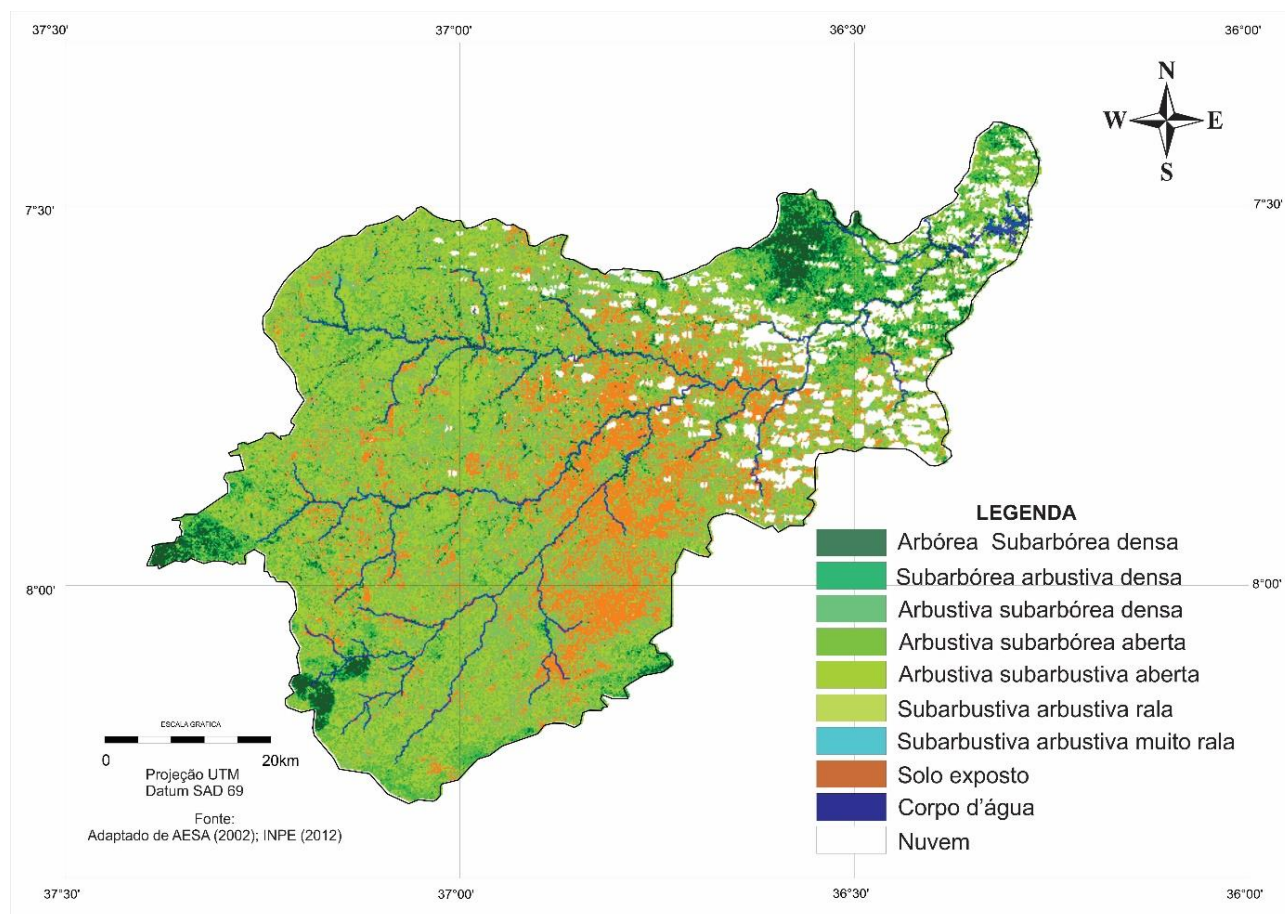 37°30'
37°00'
36°30'
36°00'
N
W E
S
7°30'
7°30'
LEGENDA
Arbórea Subarbórea densa
Subarbórea arbustiva densa
Arbustiva subarbórea densa
Arbustiva subarbórea aberta
Arbustiva subarbustiva aberta
Subarbustiva arbustiva rala
Subarbustiva arbustiva muito rala
Solo exposto
Corpo d'água
Nuvem
8°00'
8°00'
ESCALA GRAFICA
0 20km
Projeção UTM
Datum SAD 69
Fonte:
Adaptado de AESA (2002); INPE (2012)
37°30'
37°00'
36°30'
36°00'